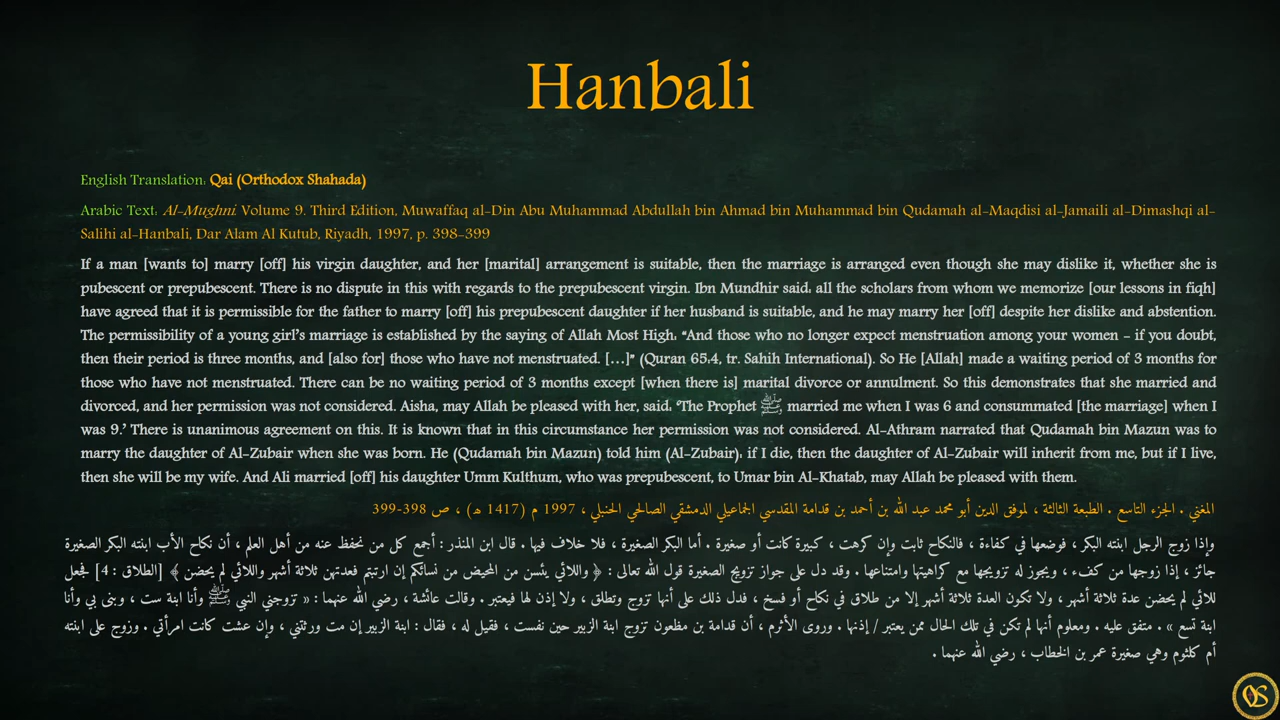 Hanbali
English Translation: Qai (Orthodox Shahada)
Arabic Text: Al-Mughni. Volume 9. Third Edition, Muwaffaq al-Din Abu Muhammad Abdullah bin Ahmad bin Muhammad bin Qudamah al-Maqdisi al-Jamaili al-Dimashqi al-
Salihi al-Hanbali, Dar Alam Al Kutub, Riyadh, 1997, p. 398-399
If a man [wants to] marry [off] his virgin daughter, and her [marital] arrangement is suitable, then the marriage is arranged even though she may dislike it, whether she is
pubescent or prepubescent. There is no dispute in this with regards to the prepubescent virgin. Ibn Mundhir said: all the scholars from whom we memorize [our lessons in fiqh]
have agreed that it is permissible for the father to marry [off] his prepubescent daughter if her husband is suitable, and he may marry her [off] despite her dislike and abstention.
The permissibility of a young girl's marriage is established by the saying of Allah Most High: "And those who no longer expect menstruation among your women – if you doubt,
then their period is three months, and [also for] those who have not menstruated. [...]" (Quran 65:4, tr. Sahih International). So He [Allah] made a waiting period of 3 months for
those who have not menstruated. There can be no waiting period of 3 months except [when there is] marital divorce or annulment. So this demonstrates that she married and
divorced, and her permission was not considered. Aisha, may Allah be pleased with her, said: 'The Prophet ﷺ married me when I was 6 and consummated [the marriage] when I
was 9.' There is unanimous agreement on this. It is known that in this circumstance her permission was not considered. Al-Athram narrated that Qudamah bin Mazun was to
marry the daughter of Al-Zubair when she was born. He (Qudamah bin Mazun) told him (Al-Zubair): if I die, then the daughter of Al-Zubair will inherit from me, but if I live,
then she will be my wife. And Ali married [off] his daughter Umm Kulthum, who was prepubescent, to Umar bin Al-Khatab, may Allah be pleased with them.
المغني . الجزء التاسع . الطبعة الثالثة ، لموفق الدين أبو محمد عبد الله بن أحمد بن قدامة المقدسي الجماعيلي الدمشقي الصالحي الحنبلي ، 1997 م (1417 هـ) ، ص 398-399
وإذا زوج الرجل ابنته البكر ، فوضعها في كفاءة ، فالنكاح ثابت وإن كرهت ، كبيرة كانت أو صغيرة . أما البكر الصغيرة ، فلا خلاف فيها . قال ابن المنذر : أجمع كل من نحفظ عنه من أهل العلم ، أن نكاح الأب ابنته البكر الصغيرة
جائز ، إذا زوجها من كفء ، ويجوز له تزويجها مع كراهيتها وامتناعها . وقد دل على جواز تزويج الصغيرة قول الله تعالى : ﴿ واللائي يئسن من المحيض من نسائكم إن ارتبتم فعدتهن ثلاثة أشهر واللائي لم يحضن ﴾ [الطلاق : 4] فجعل
للائي لم يحضن عدة ثلاثة أشهر ، ولا تكون العدة ثلاثة أشهر إلا من طلاق في نكاح أو فسخ ، فدل ذلك على أنها تزوج وتطلق ، ولا إذن لها فيعتبر . وقالت عائشة ، رضي الله عنهما : « تزوجني النبي ﷺ وأنا ابنة ست ، وبنى بي وأنا
ابنة تسع » . متفق عليه . ومعلوم أنها لم تكن في تلك الحال ممن يعتبر / إذنها . وروى الأثرم ، أن قدامة بن مظعون تزوج ابنة الزبير حين نفست ، فقيل له ، فقال : ابنة الزبير إن مت ورثتني ، وإن عشت كانت امرأتي . وزوج على ابنته
أم كلثوم وهي صغيرة عمر بن الخطاب ، رضي الله عنهما .
OS